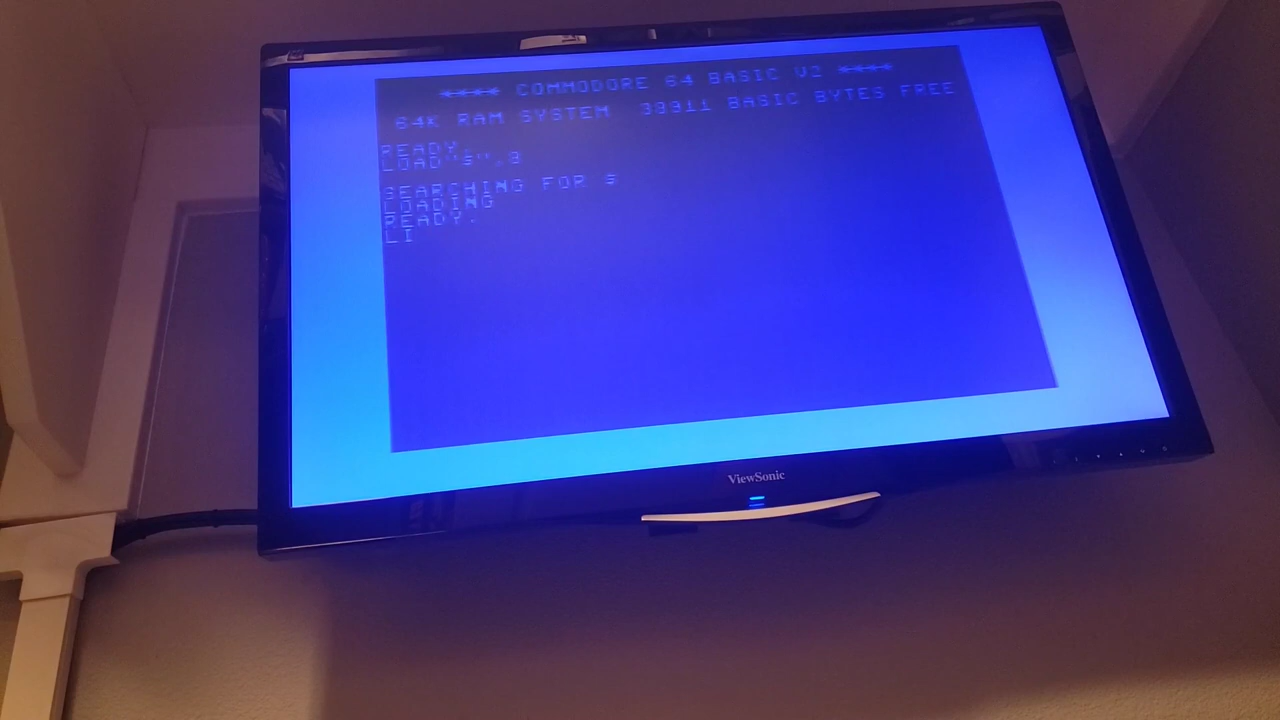 **** COMMODORE 64 BASIC V2 ****
64K RAM SYSTEM 38911 BASIC BYTES FREE
READY.
LOAD"$",8
SEARCHING FOR $
LOADING
READY.
LI
ViewSonic